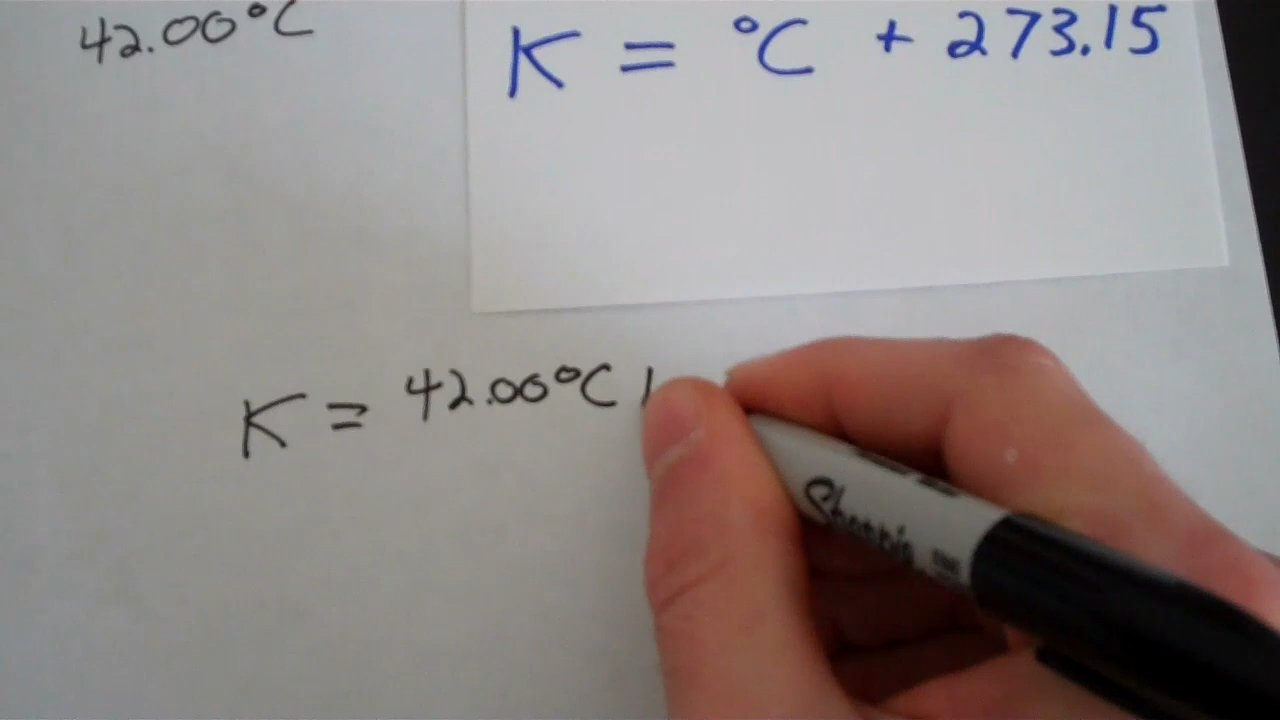 42.00°C
K = °C + 273.15
K = 42.00°C
Sharpie